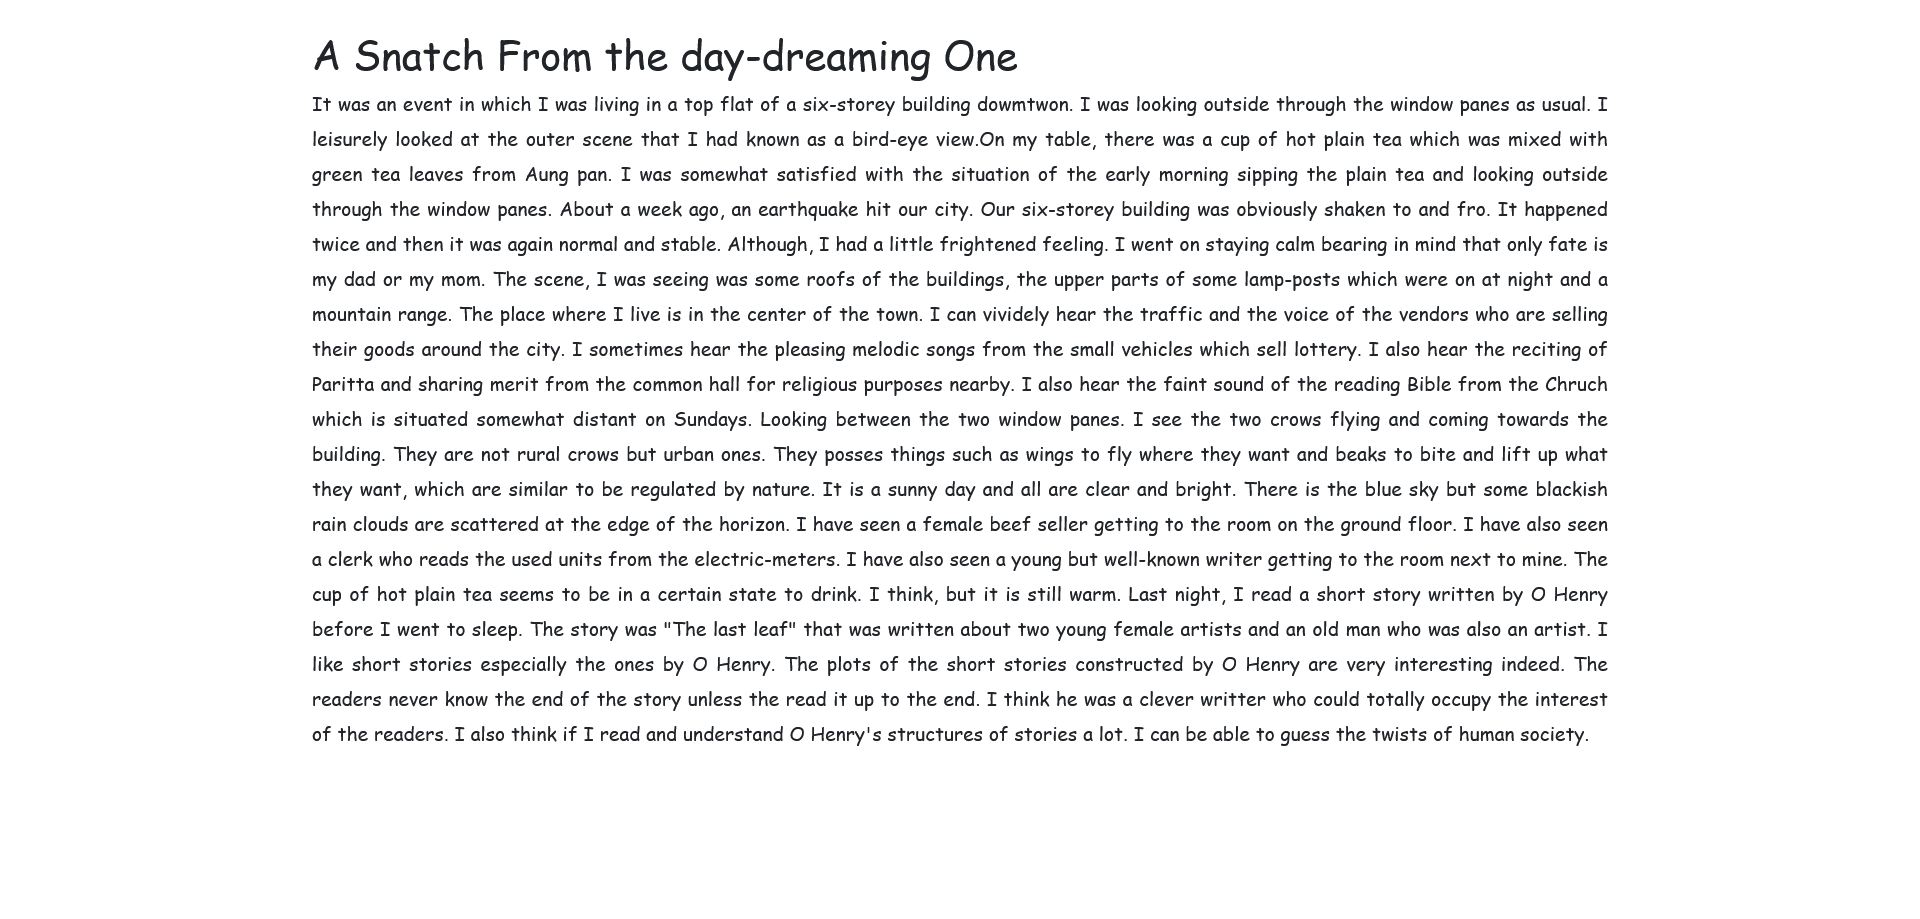 A Snatch From the day-dreaming One
It was an event in which I was living in a top flat of a six-storey building dowmtwon. I was looking outside through the window panes as usual. I
leisurely looked at the outer scene that I had known as a bird-eye view.On my table, there was a cup of hot plain tea which was mixed with
green tea leaves from Aung pan. I was somewhat satisfied with the situation of the early morning sipping the plain tea and looking outside
through the window panes. About a week ago, an earthquake hit our city. Our six-storey building was obviously shaken to and fro. It happened
twice and then it was again normal and stable. Although, I had a little frightened feeling. I went on staying calm bearing in mind that only fate is
my dad or my mom. The scene, I was seeing was some roofs of the buildings, the upper parts of some lamp-posts which were on at night and a
mountain range. The place where I live is in the center of the town. I can vividely hear the traffic and the voice of the vendors who are selling
their goods around the city. I sometimes hear the pleasing melodic songs from the small vehicles which sell lottery. I also hear the reciting of
Paritta and sharing merit from the common hall for religious purposes nearby. I also hear the faint sound of the reading Bible from the Chruch
which is situated somewhat distant on Sundays. Looking between the two window panes. I see the two crows flying and coming towards the
building. They are not rural crows but urban ones. They posses things such as wings to fly where they want and beaks to bite and lift up what
they want, which are similar to be regulated by nature. It is a sunny day and all are clear and bright. There is the blue sky but some blackish
rain clouds are scattered at the edge of the horizon. I have seen a female beef seller getting to the room on the ground floor. I have also seen
a clerk who reads the used units from the electric-meters. I have also seen a young but well-known writer getting to the room next to mine. The
cup of hot plain tea seems to be in a certain state to drink. I think, but it is still warm. Last night, I read a short story written by O Henry
before I went to sleep. The story was "The last leaf" that was written about two young female artists and an old man who was also an artist. I
like short stories especially the ones by O Henry. The plots of the short stories constructed by O Henry are very interesting indeed. The
readers never know the end of the story unless the read it up to the end. I think he was a clever writter who could totally occupy the interest
of the readers. I also think if I read and understand O Henry's structures of stories a lot. I can be able to guess the twists of human society.